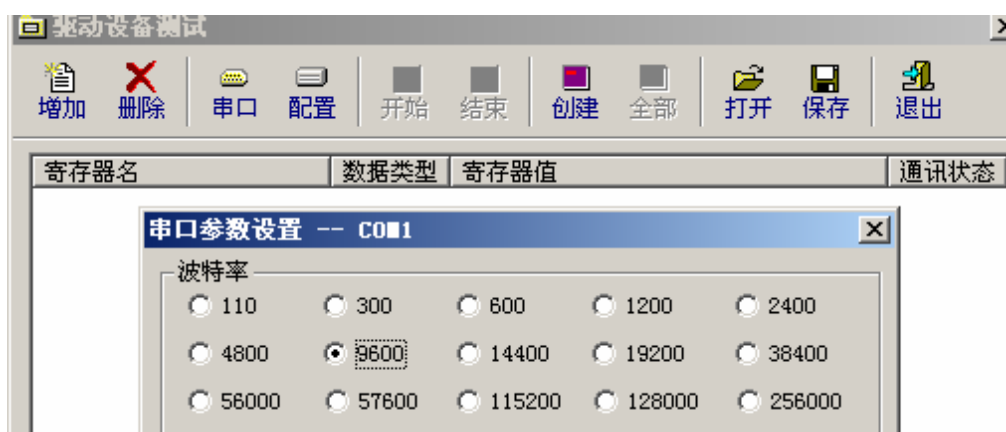 驱动设备测试
增加 删除 串口 配置 开始 结束 创建 全部 打开 保存 退出
寄存器名 数据类型 寄存器值 通讯状态
串口参数设置 -- COM1
波特率
110 300 600 1200 2400
4800 9600 14400 19200 38400
56000 57600 115200 128000 256000